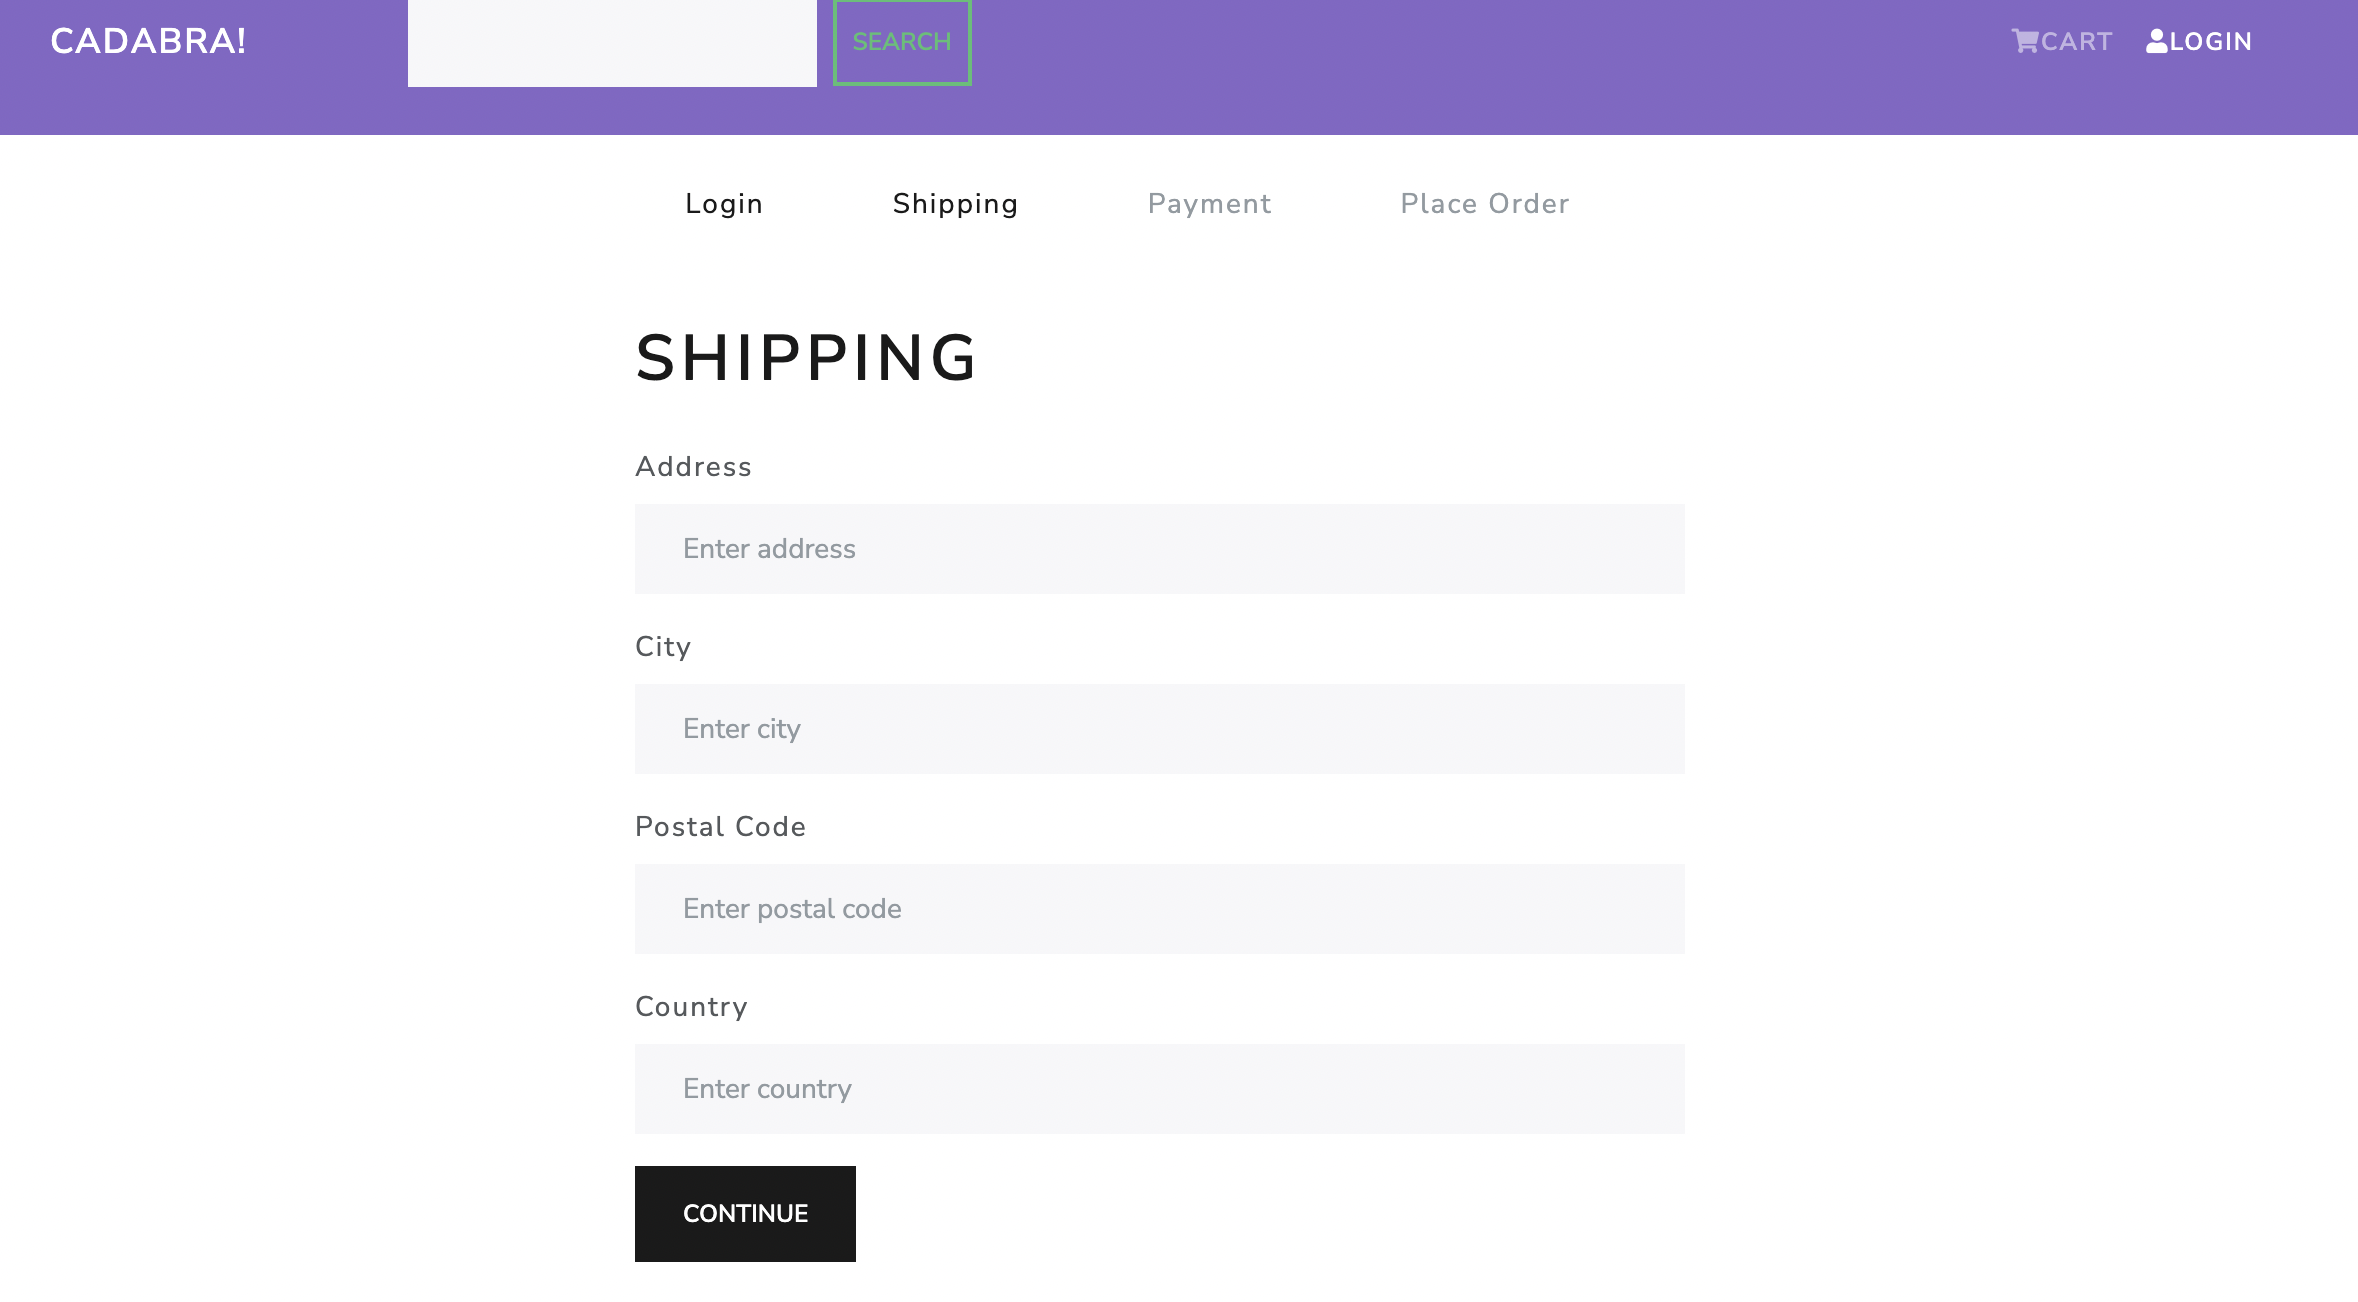 CADABRA! SEARCH CART LOGIN
Login Shipping Payment Place Order
SHIPPING
Address
Enter address
City
Enter city
Postal Code
Enter postal code
Country
Enter country
CONTINUE